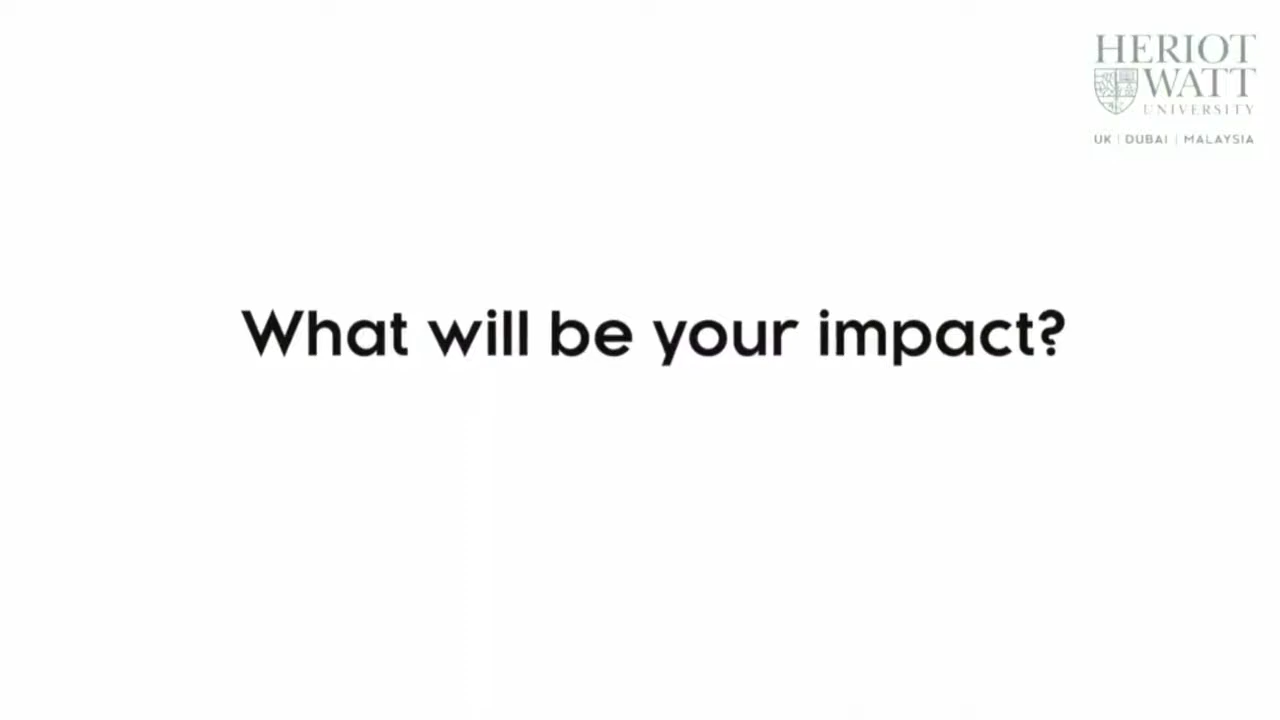 HERIOT
WATT
UNIVERSITY
UK | DUBAI | MALAYSIA
What will be your impact?